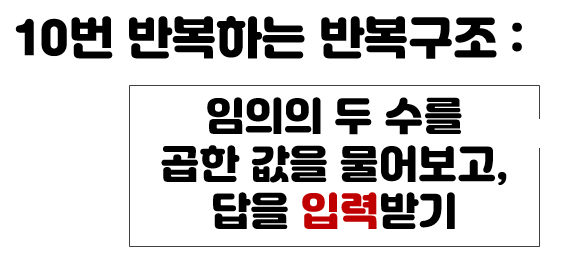 10번 반복하는 반복구조 :
임의의 두 수를
곱한 값을 물어보고,
답을 입력받기